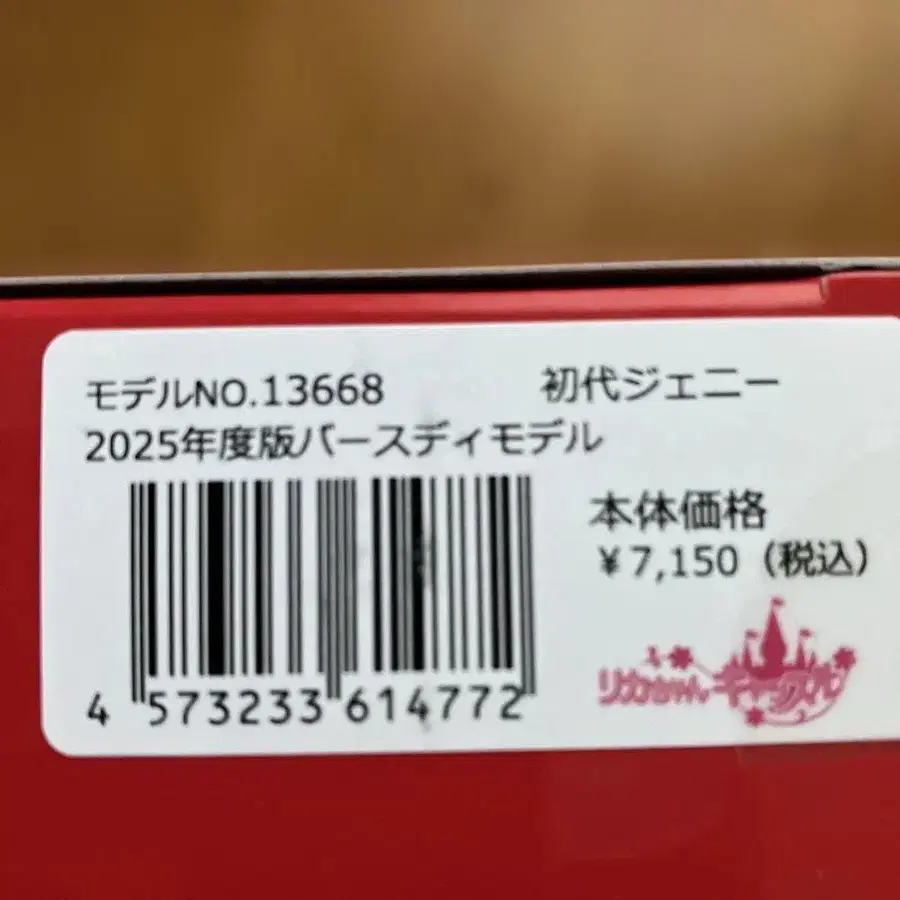 モデルNO.13668 初代ジェニー
2025年度版バースディモデル
本体価格
¥7,150（税込）
リカちゃんキャッスル
4 573233 614772